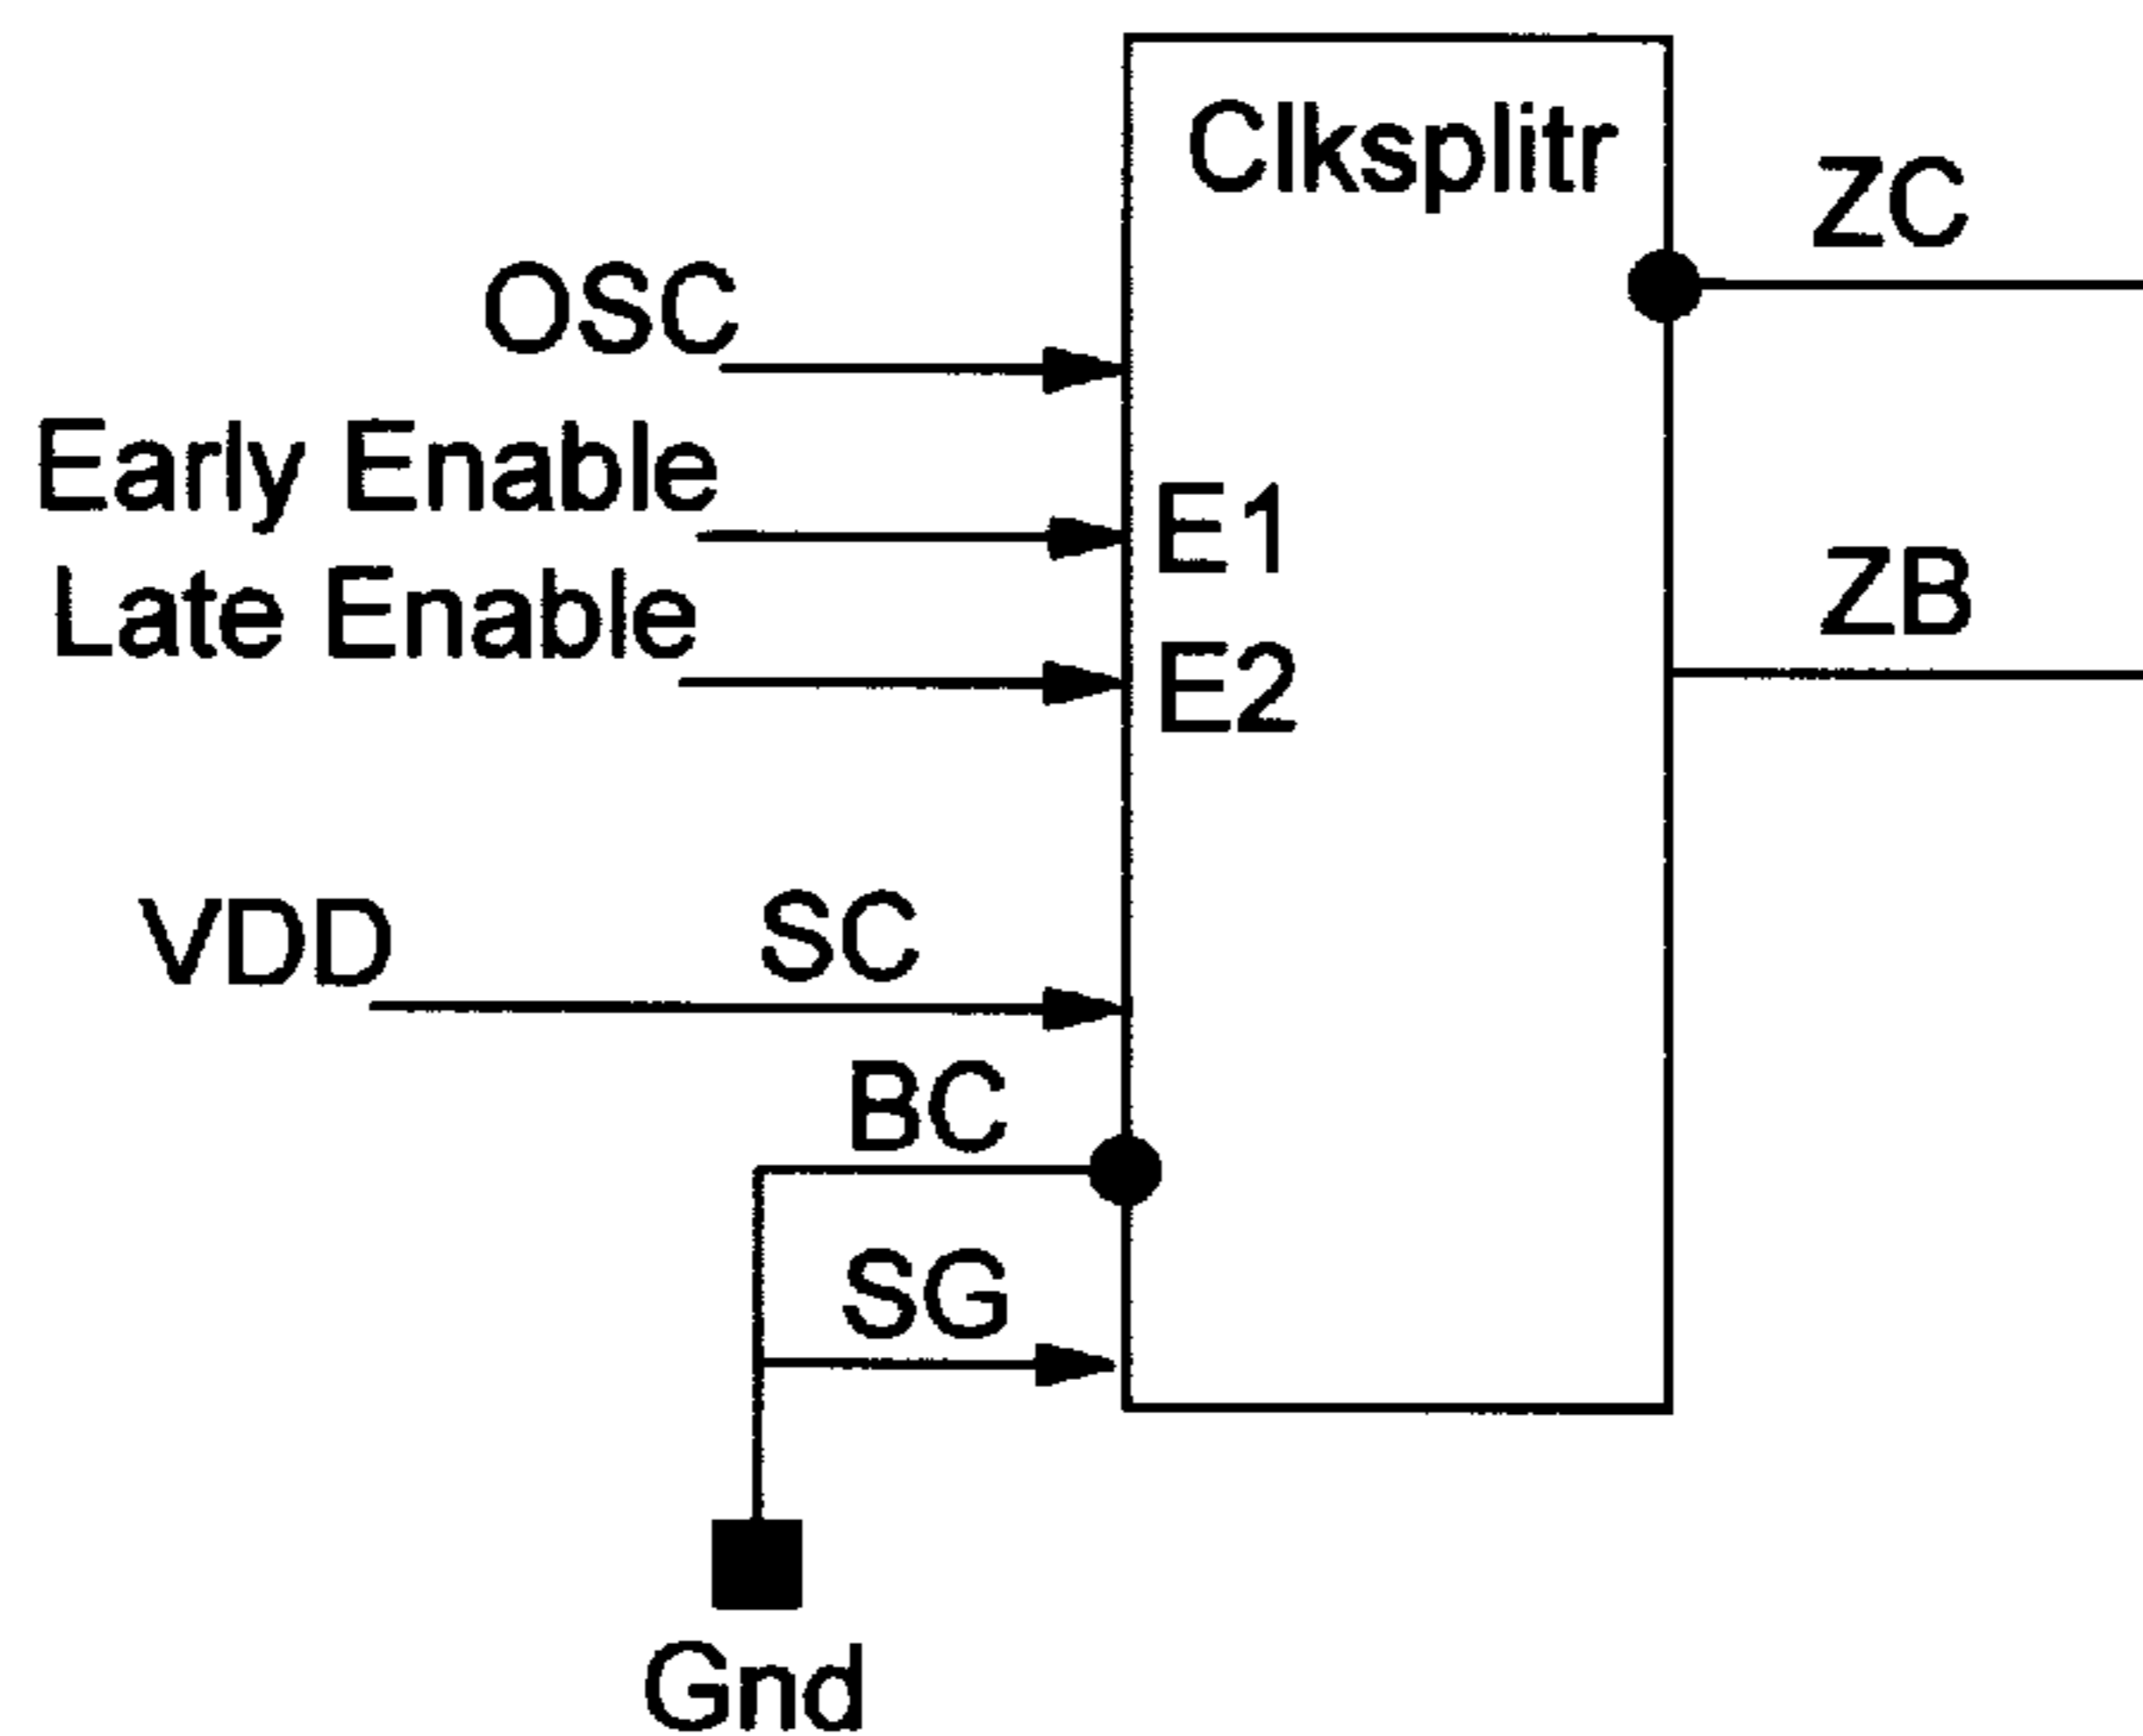 Clksplitr
ZC
OSC
Early Enable
E1
Late Enable
ZB
E2
VDD
SC
BC
SG
Gnd